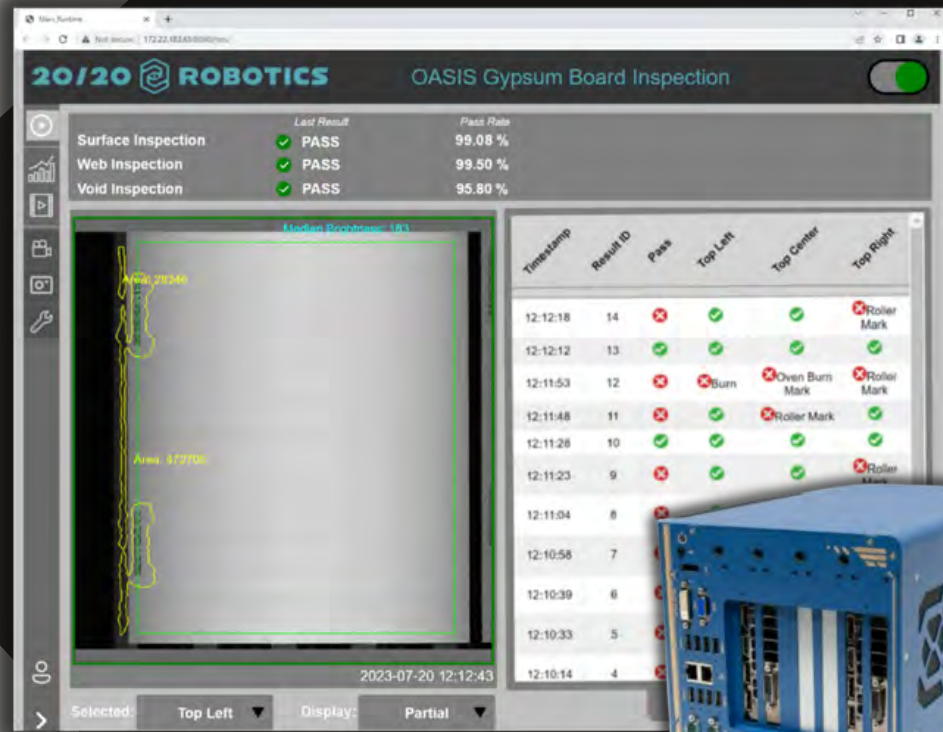 Main_Runtime
Not secure
20/20 ROBOTICS
OASIS Gypsum Board Inspection
Last Result Pass Rate
Surface Inspection PASS 99.08 %
Web Inspection PASS 99.50 %
Void Inspection PASS 95.80 %
Median Brightness: 183
Area: 28246
2023-07-20 12:12:43
Selected: Top Left Display: Partial
Timestamp Result ID Pass Top Left Top Center Top Right
12:12:18 14 Roller Mark
12:12:12 13
12:11:53 12 Burn Oven Burn Mark Roller Mark
12:11:48 11 Roller Mark
12:11:28 10
12:11:23 9 Roller Mark
12:11:04 8
12:10:58 7
12:10:39 6
12:10:33 5
12:10:14 4